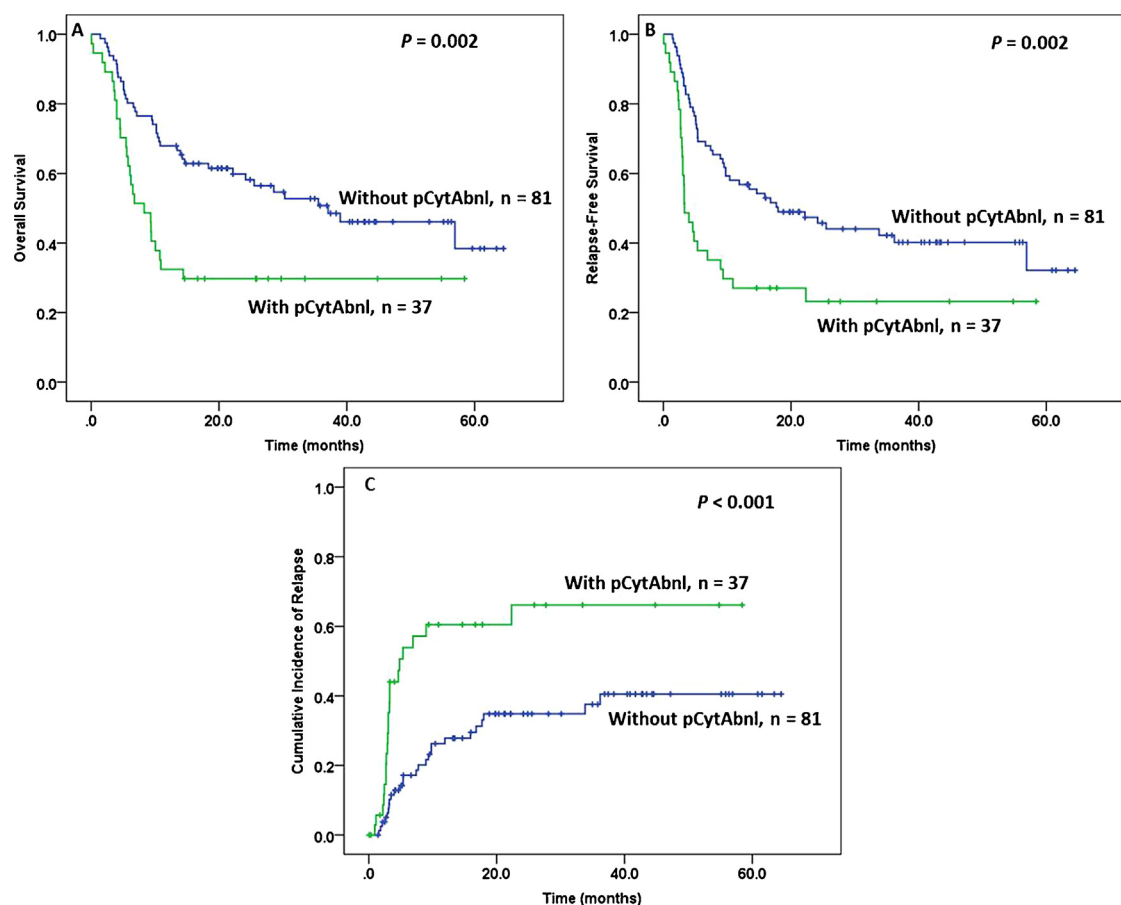 A
P = 0.002
1.0
0.8
0.6
0.4
0.2
0.0
Overall Survival
Without pCytAbnl, n = 81
With pCytAbnl, n = 37
.0 20.0 40.0 60.0
Time (months)
B
P = 0.002
1.0
0.8
0.6
0.4
0.2
0.0
Relapse-Free Survival
Without pCytAbnl, n = 81
With pCytAbnl, n = 37
.0 20.0 40.0 60.0
Time (months)
C
P < 0.001
1.0
0.8
0.6
0.4
0.2
0.0
Cumulative Incidence of Relapse
With pCytAbnl, n = 37
Without pCytAbnl, n = 81
.0 20.0 40.0 60.0
Time (months)